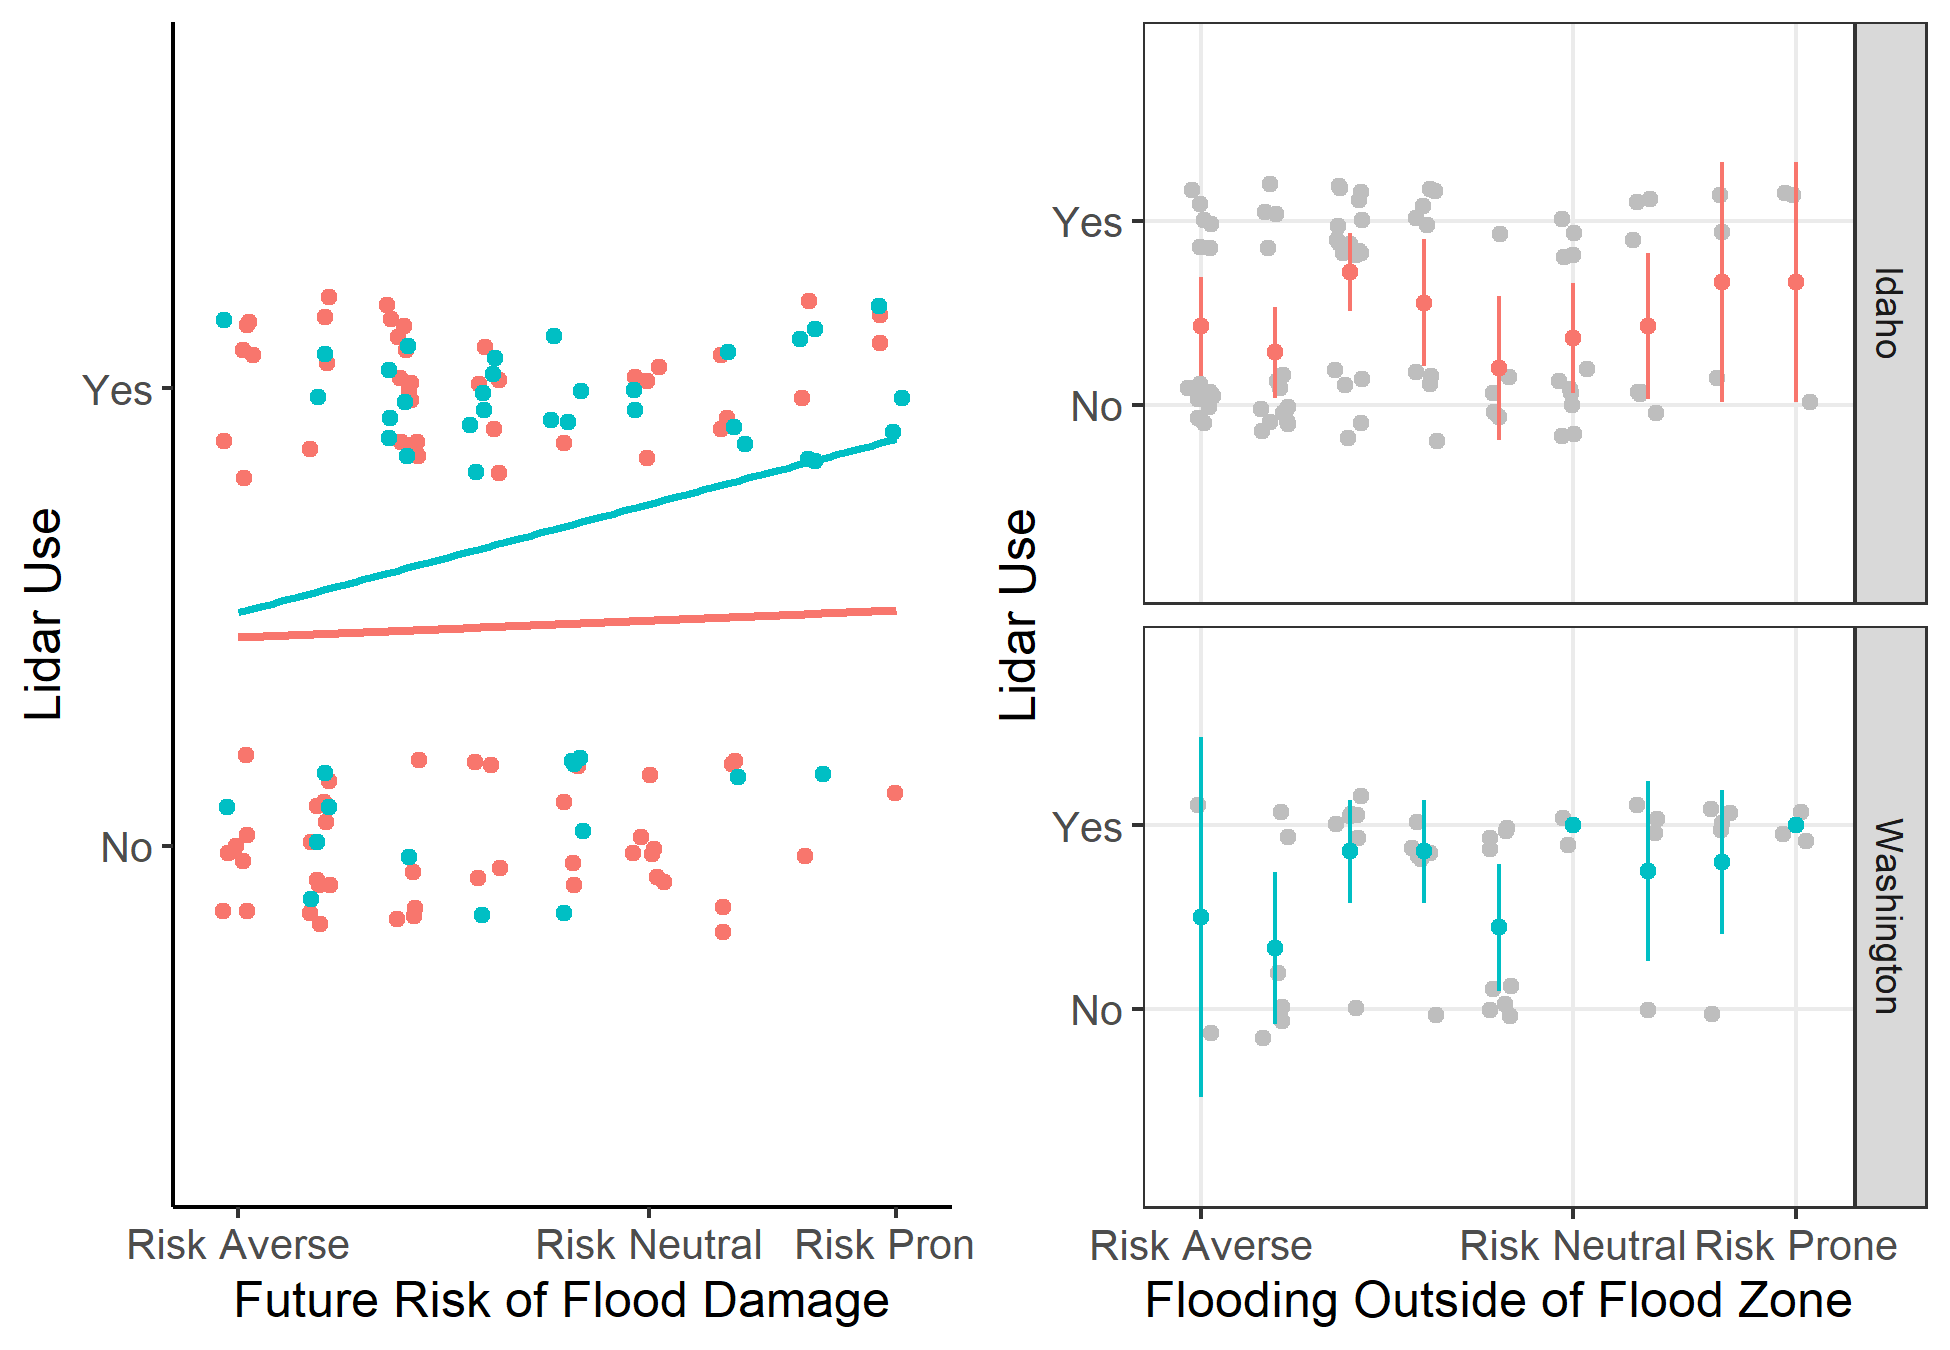 Lidar Use
Yes
No
Risk Averse
Risk Neutral
Risk Pron
Future Risk of Flood Damage
Lidar Use
Yes
No
Idaho
Yes
No
Washington
Risk Averse
Risk Neutral
Risk Prone
Flooding Outside of Flood Zone